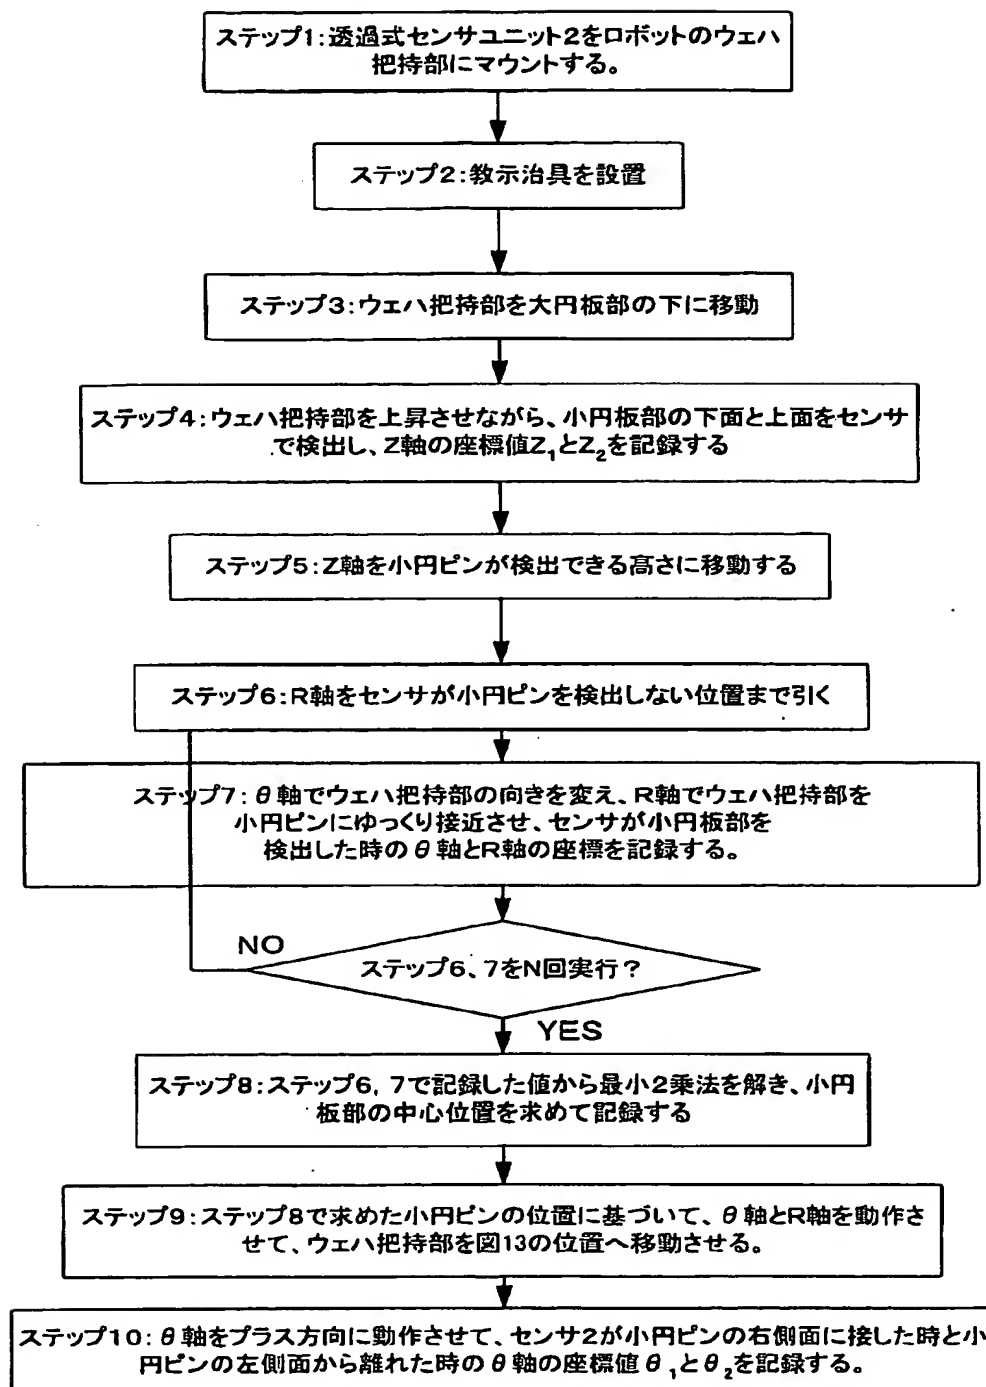 ステップ1:透過式センサユニット2をロボットのウェハ
把持部にマウントする。
ステップ2:教示治具を設置
ステップ3:ウェハ把持部を大円板部の下に移動
ステップ4:ウェハ把持部を上昇させながら、小円板部の下面と上面をセンサ
で検出し、Z軸の座標値Z₁とZ₂を記録する
ステップ5:Z軸を小円ピンが検出できる高さに移動する
ステップ6:R軸をセンサが小円ピンを検出しない位置まで引く
ステップ7:θ軸でウェハ把持部の向きを変え、R軸でウェハ把持部を
小円ピンにゆっくり接近させ、センサが小円板部を
検出した時のθ軸とR軸の座標を記録する。
NO
ステップ6、7をN回実行?
YES
ステップ8:ステップ6,7で記録した値から最小2乗法を解き、小円
板部の中心位置を求めて記録する
ステップ9:ステップ8で求めた小円ピンの位置に基づいて、θ軸とR軸を動作さ
せて、ウェハ把持部を図13の位置へ移動させる。
ステップ10:θ軸をプラス方向に動作させて、センサ2が小円ピンの右側面に接した時と小
円ピンの左側面から離れた時のθ軸の座標値θ₁とθ₂を記録する。